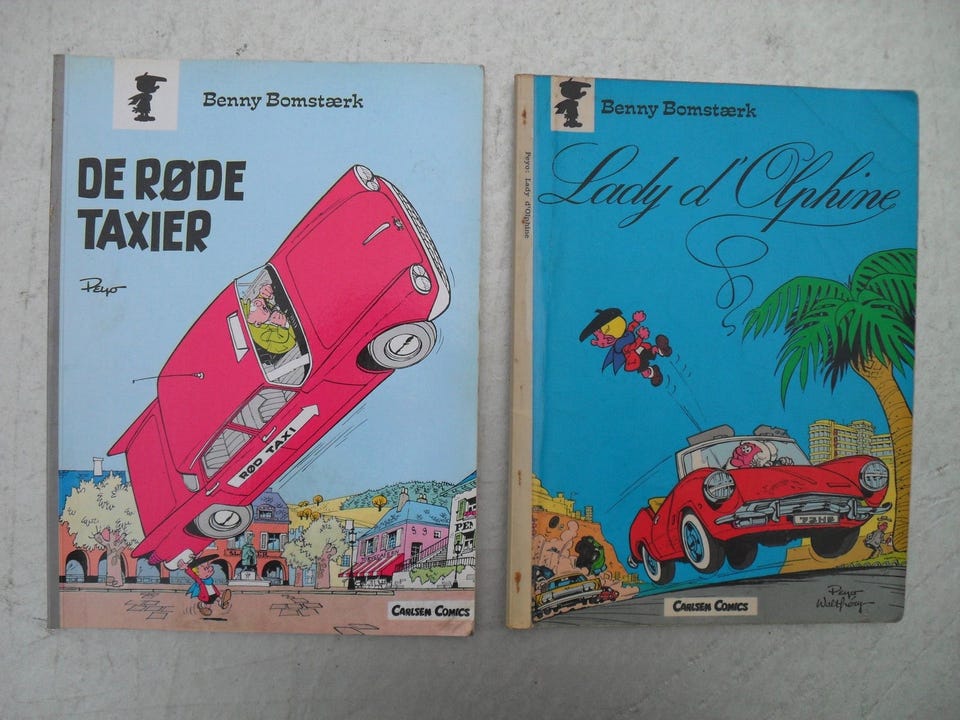 Benny Bomstærk
DE RØDE
TAXIER
Peyo
RØD TAXI
CARLSEN COMICS
Peyo: Lady d'Olphine
Benny Bomstærk
Lady d'Olphine
Peyo
Walthéry
CARLSEN COMICS